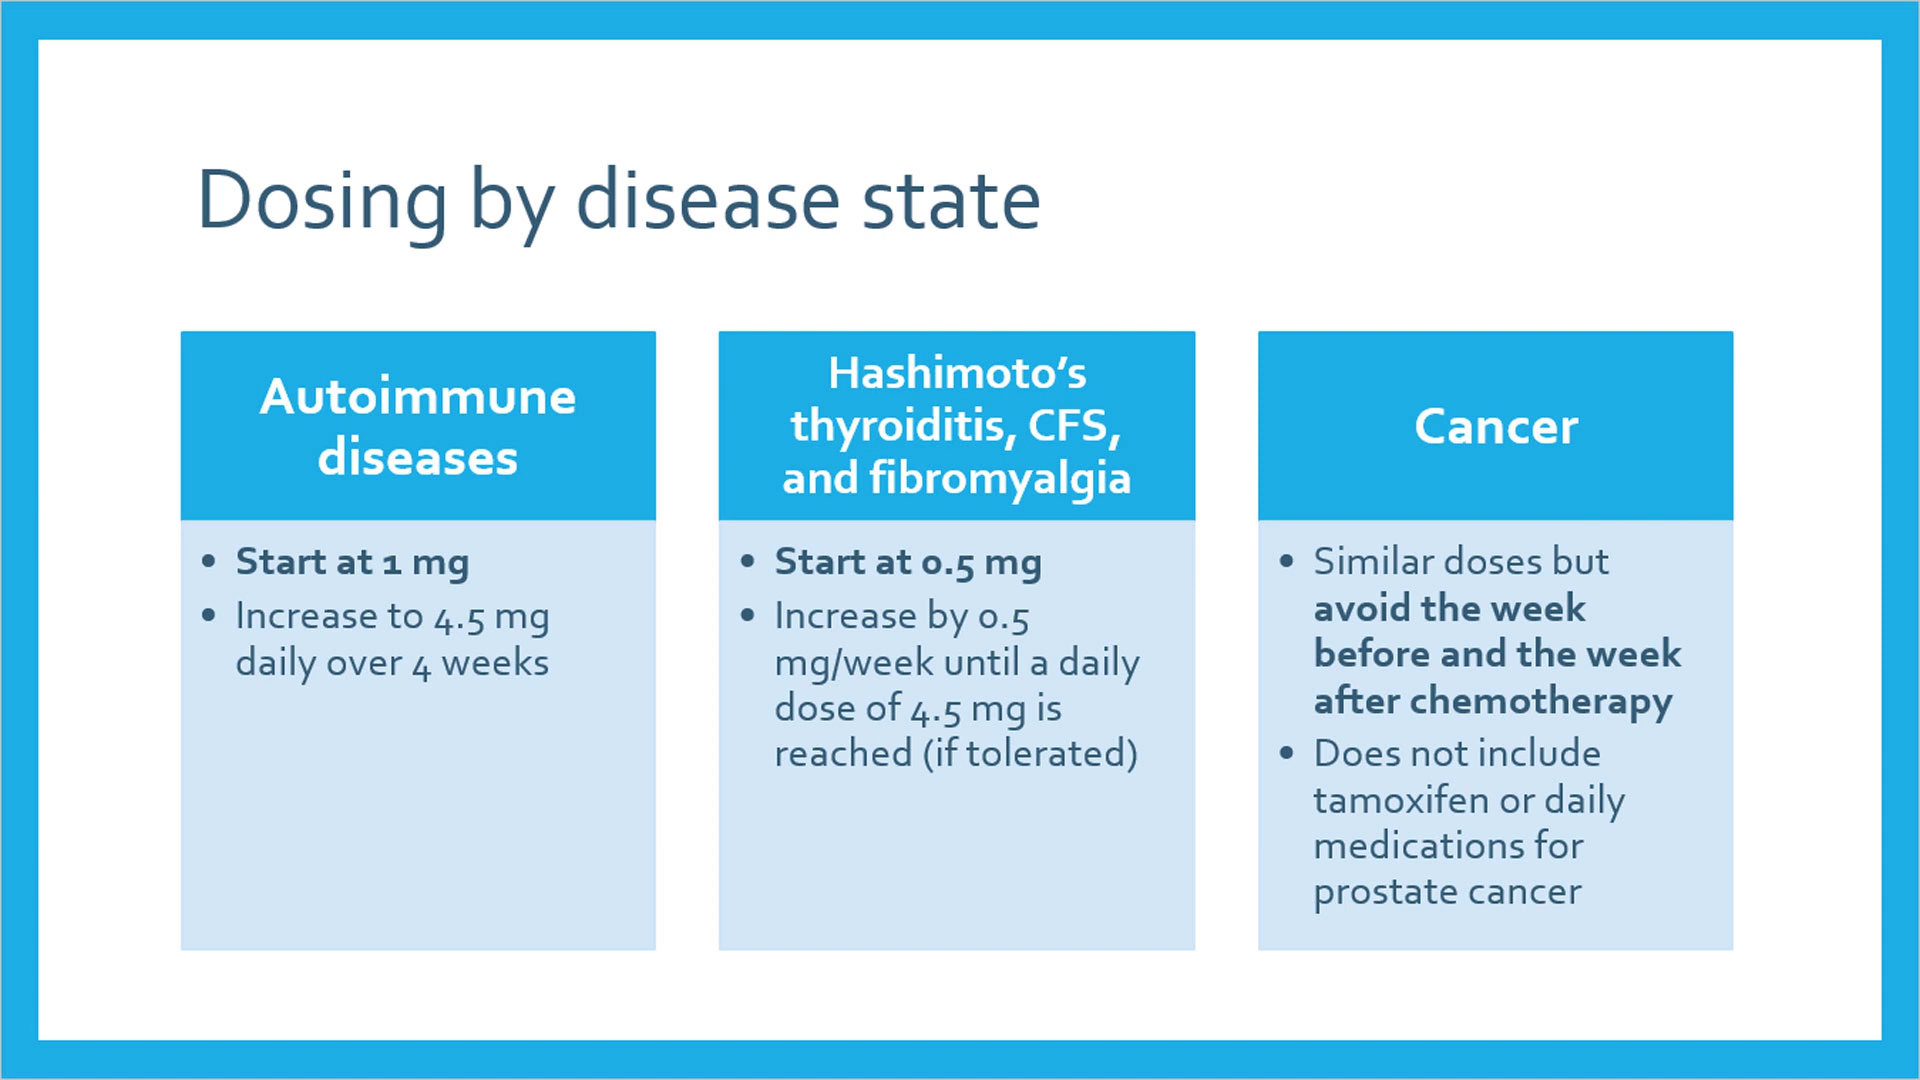 Dosing by disease state
Autoimmune
diseases
• Start at 1 mg
• Increase to 4.5 mg
daily over 4 weeks
Hashimoto’s
thyroiditis, CFS,
and fibromyalgia
• Start at 0.5 mg
• Increase by 0.5
mg/week until a daily
dose of 4.5 mg is
reached (if tolerated)
Cancer
• Similar doses but
avoid the week
before and the week
after chemotherapy
• Does not include
tamoxifen or daily
medications for
prostate cancer